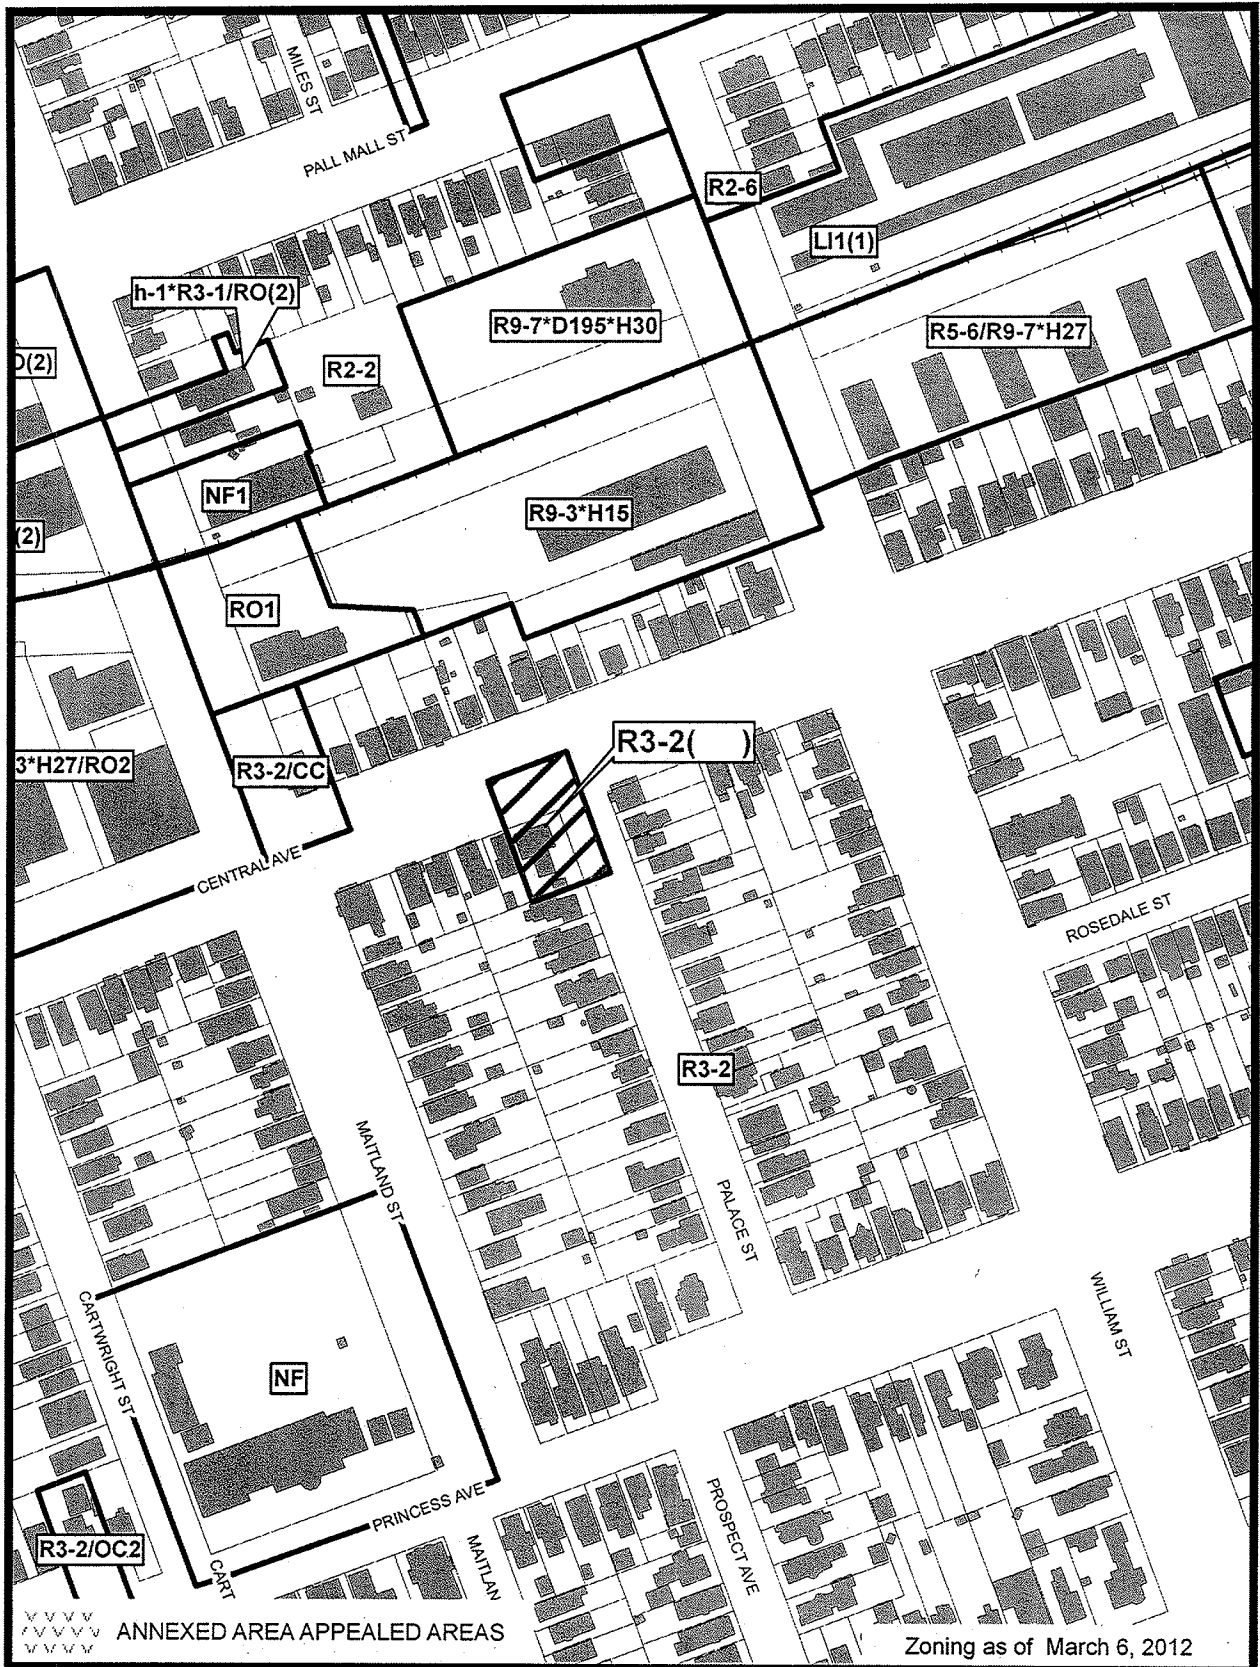 MILES ST
PALL MALL ST
R2-6
LI1(1)
h-1*R3-1/RO(2)
R9-7*D195*H30
R5-6/R9-7*H27
O(2)
R2-2
NF1
R9-3*H15
(2)
RO1
R3-2( )
3*H27/RO2
R3-2/CC
CENTRAL AVE
ROSEDALE ST
R3-2
MAITLAND ST
PALACE ST
WILLIAM ST
CARTWRIGHT ST
NF
PRINCESS AVE
PROSPECT AVE
R3-2/OC2
CART
MAITLAN
ANNEXED AREA APPEALED AREAS
Zoning as of March 6, 2012